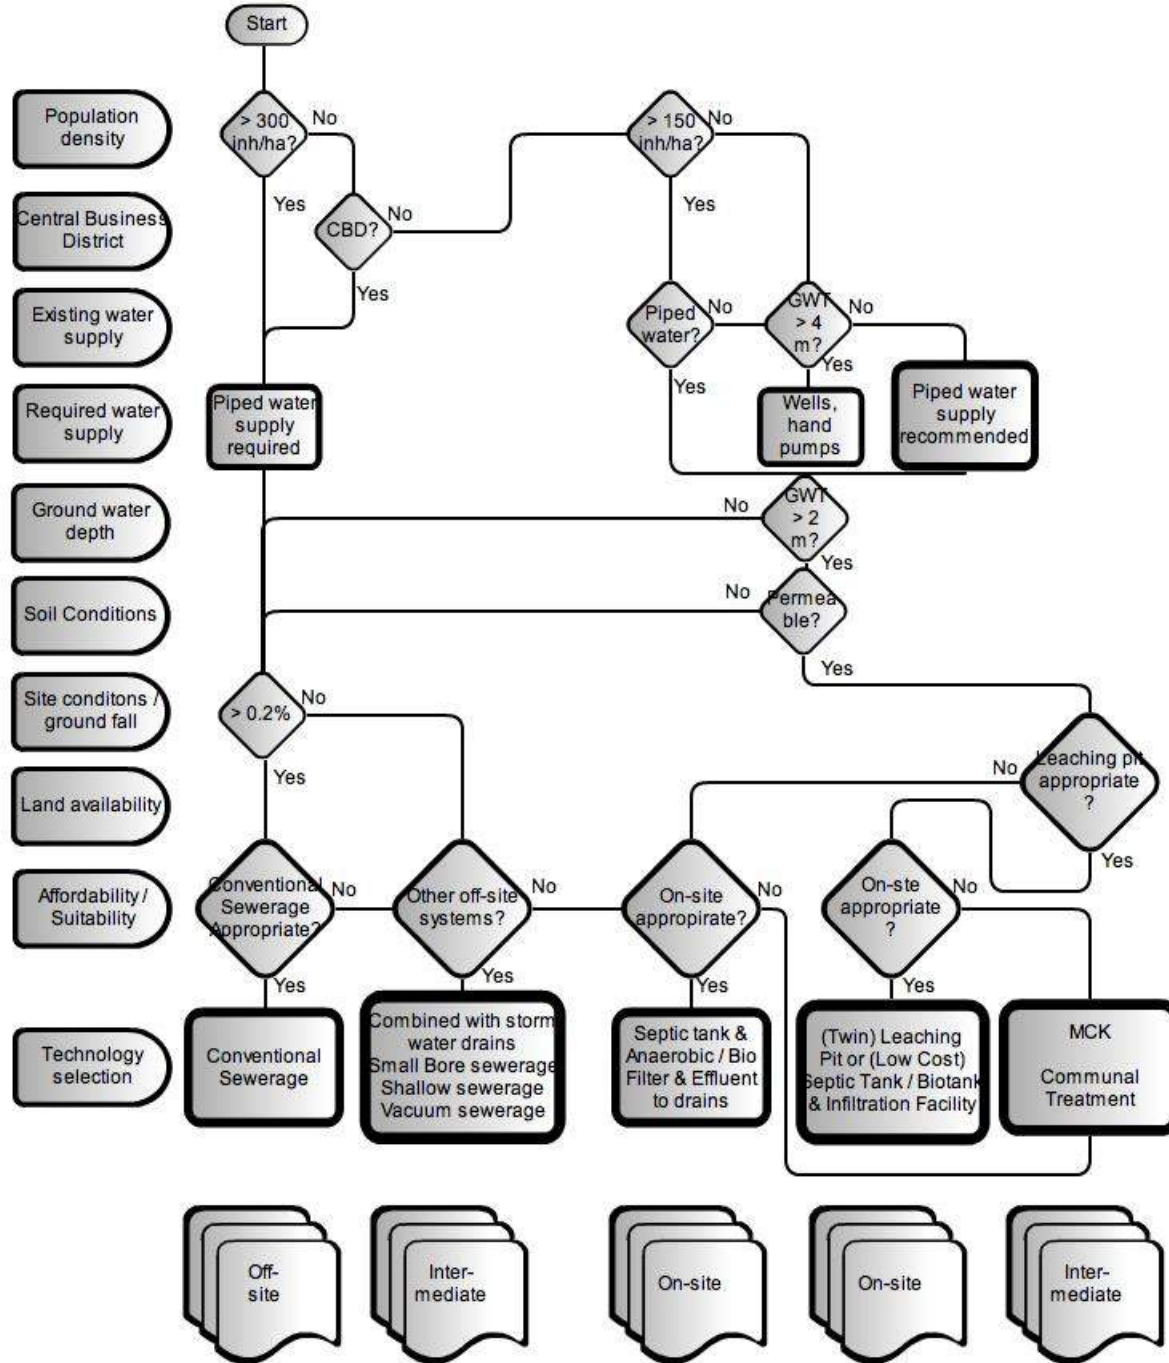 Start
Population
density
> 300
inh/ha?
No
Yes
> 150
inh/ha?
No
Yes
Central Business
District
CBD?
No
Yes
Existing water
supply
Piped
water?
No
Yes
GWT
> 4
m?
No
Yes
Required water
supply
Piped water
supply
required
Wells,
hand
pumps
Piped water
supply
recommended
Ground water
depth
No
GWT
> 2
m?
Yes
Soil Conditions
No
Permea
ble?
Yes
Site conditons /
ground fall
> 0.2%
No
Yes
Land availability
No
Leaching pit
appropriate
?
Yes
Affordability /
Suitability
Conventional
Sewerage
Appropriate?
No
Yes
Other off-site
systems?
No
Yes
On-site
appropirate?
No
Yes
On-ste
appropriate
?
No
Yes
Technology
selection
Conventional
Sewerage
Combined with storm
water drains
Small Bore sewerage
Shallow sewerage
Vacuum sewerage
Septic tank &
Anaerobic / Bio
Filter & Effluent
to drains
(Twin) Leaching
Pit or (Low Cost)
Septic Tank / Biotank
& Infiltration Facility
MCK
Communal
Treatment
Off-
site
Inter-
mediate
On-site
On-site
Inter-
mediate